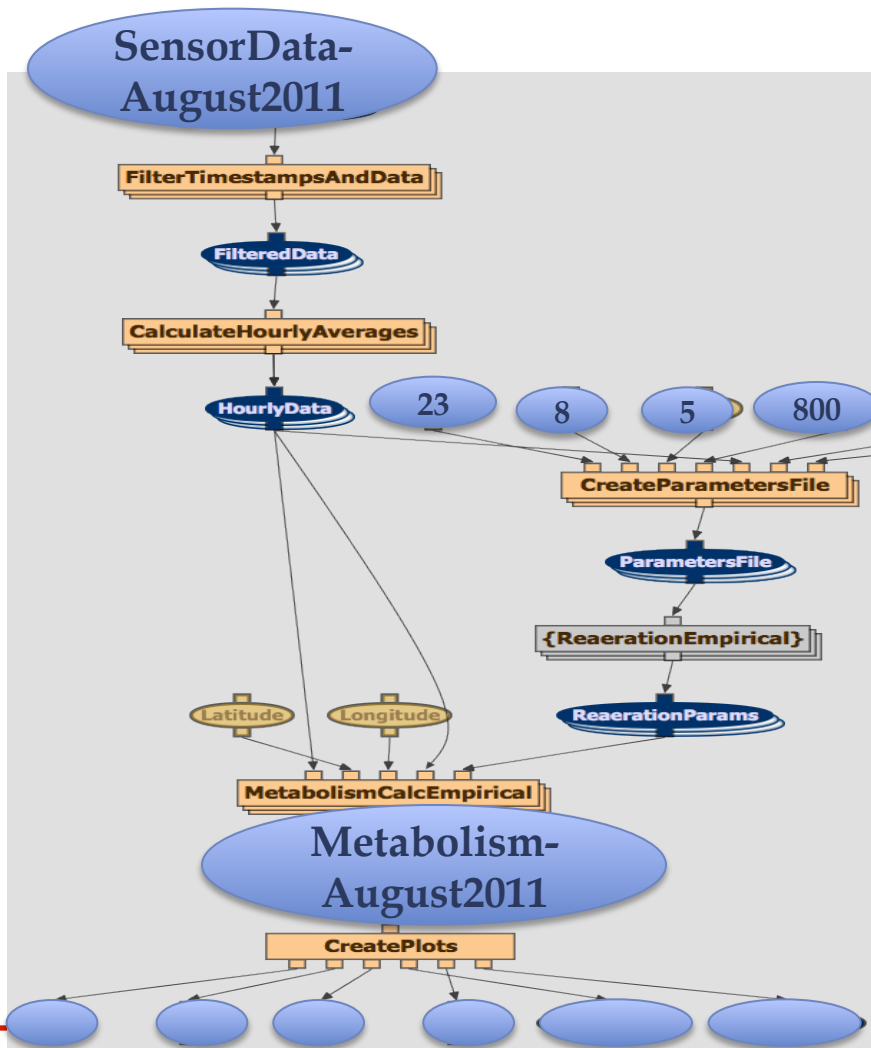 SensorData-
August2011
FilterTimestampsAndData
FilteredData
CalculateHourlyAverages
HourlyData
23
8
5
800
CreateParametersFile
ParametersFile
{ReaerationEmpirical}
Latitude
Longitude
ReaerationParams
MetabolismCalcEmpirical
Metabolism-
August2011
CreatePlots